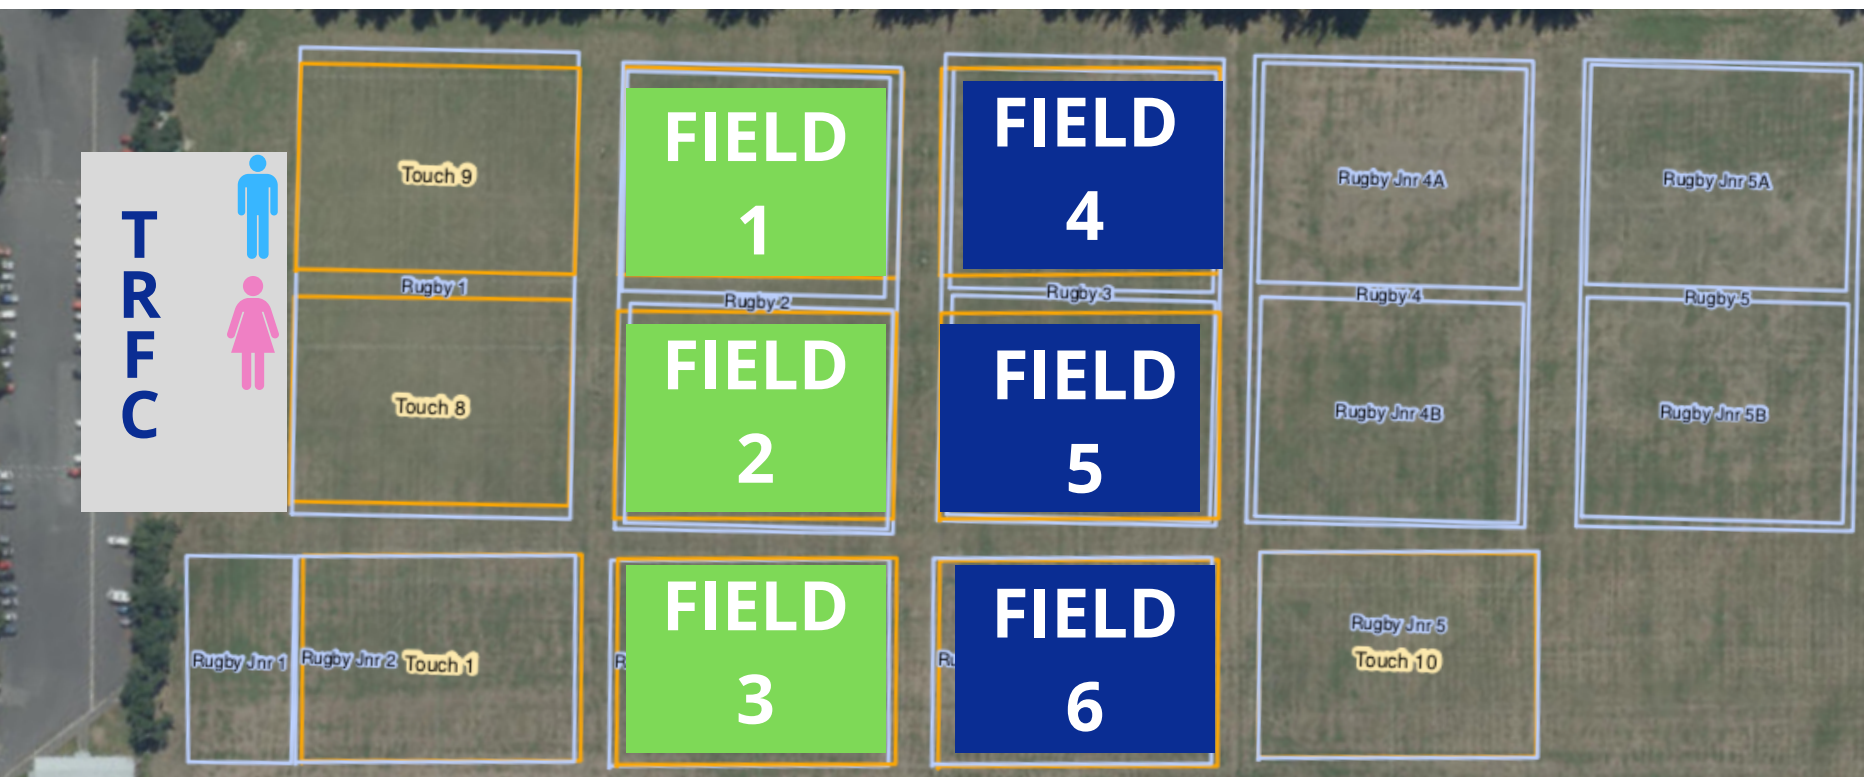 T
R
F
C
Touch 9
Rugby 1
Touch 8
FIELD
1
Rugby 2
FIELD
2
FIELD
4
Rugby 3
FIELD
5
Rugby Jnr 4A
Rugby 4
Rugby Jnr 4B
Rugby Jnr 5A
Rugby 5
Rugby Jnr 5B
Rugby Jnr 1
Rugby Jnr 2
Touch 1
FIELD
3
FIELD
6
Rugby Jnr 5
Touch 10